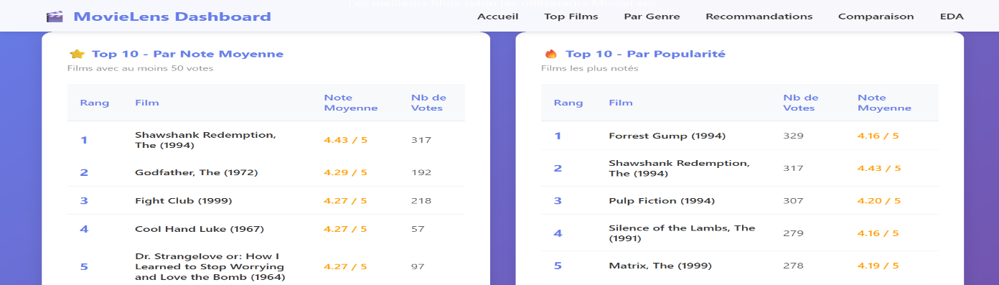 Les meilleurs films selon les utilisateurs MovieLens
MovieLens Dashboard Accueil Top Films Par Genre Recommandations Comparaison EDA
Top 10 - Par Note Moyenne
Films avec au moins 50 votes
Rang Film Note Moyenne Nb de Votes
1 Shawshank Redemption, The (1994) 4.43 / 5 317
2 Godfather, The (1972) 4.29 / 5 192
3 Fight Club (1999) 4.27 / 5 218
4 Cool Hand Luke (1967) 4.27 / 5 57
5 Dr. Strangelove or: How I Learned to Stop Worrying and Love the Bomb (1964) 4.27 / 5 97
Top 10 - Par Popularité
Films les plus notés
Rang Film Nb de Votes Note Moyenne
1 Forrest Gump (1994) 329 4.16 / 5
2 Shawshank Redemption, The (1994) 317 4.43 / 5
3 Pulp Fiction (1994) 307 4.20 / 5
4 Silence of the Lambs, The (1991) 279 4.16 / 5
5 Matrix, The (1999) 278 4.19 / 5